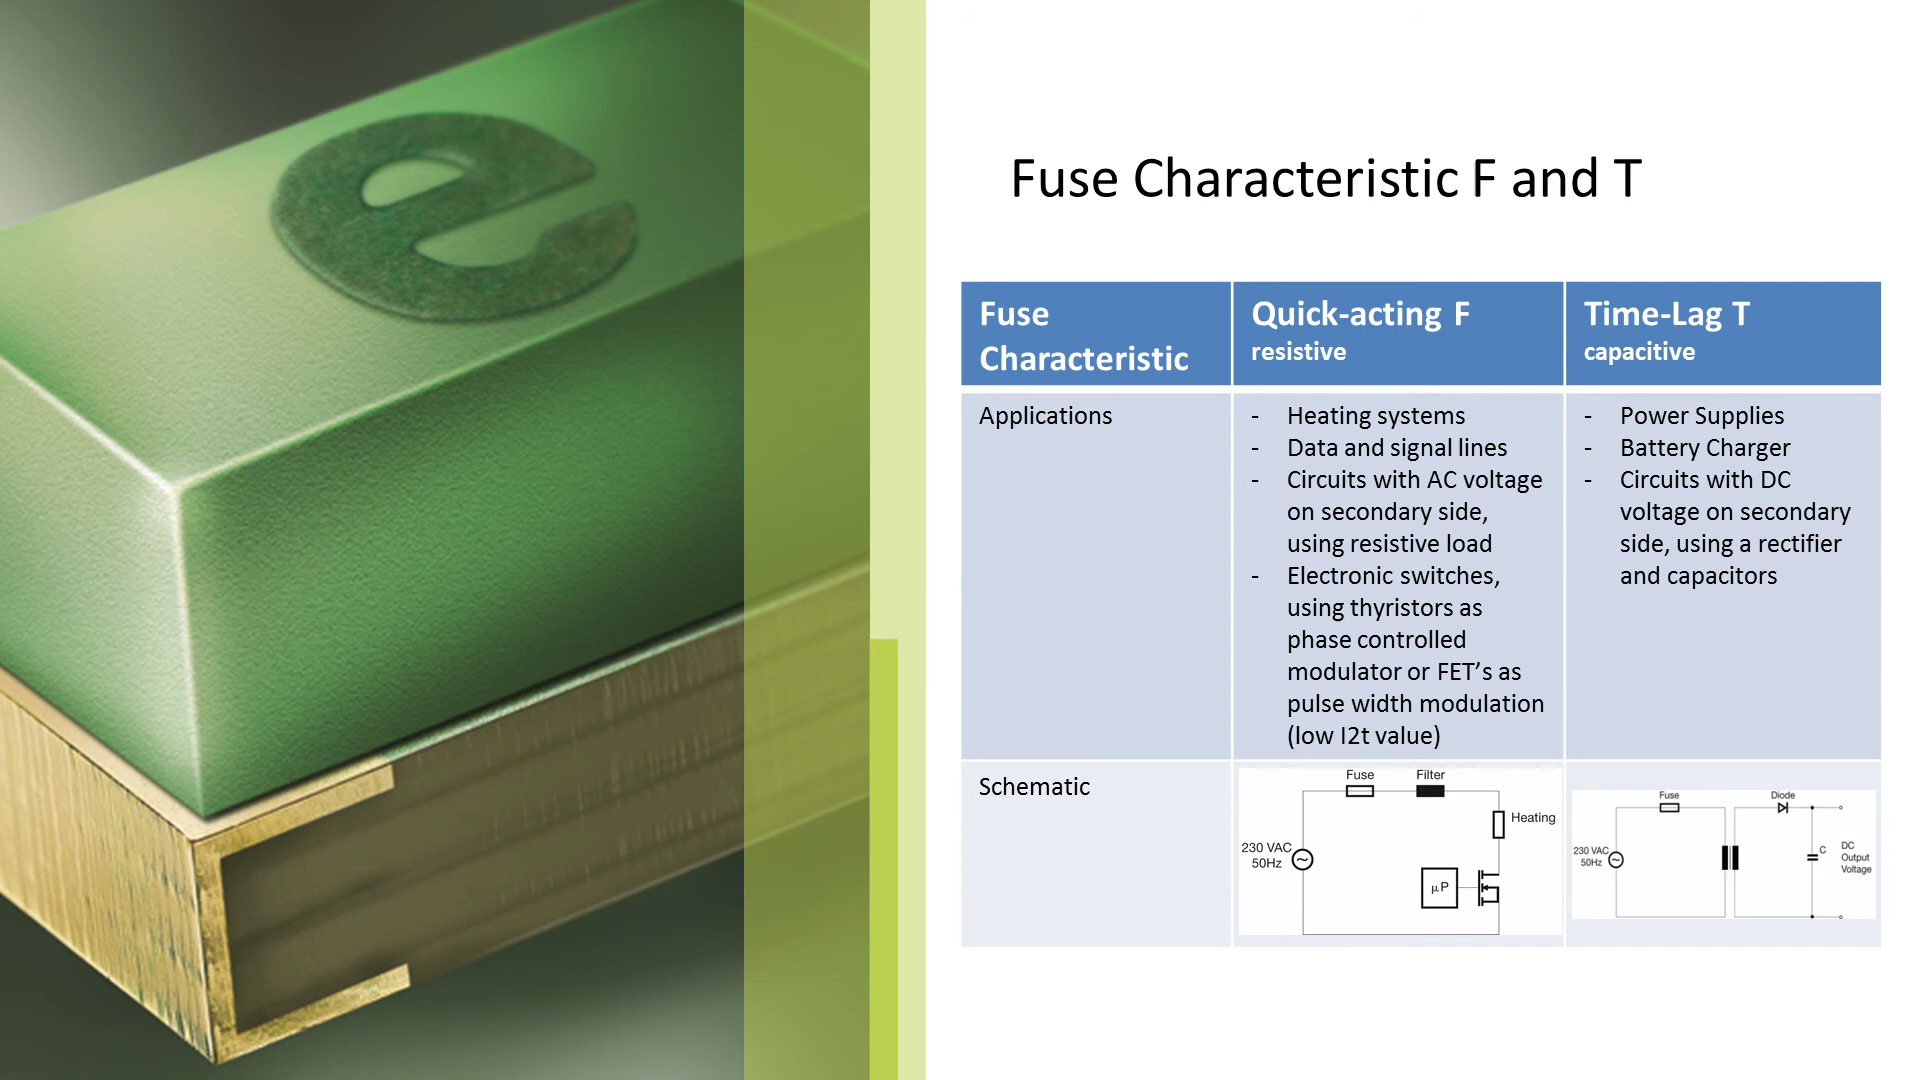 e
Fuse Characteristic F and T
Fuse
Characteristic
Quick-acting F
resistive
Time-Lag T
capacitive
Applications
- Heating systems
- Data and signal lines
- Circuits with AC voltage
on secondary side,
using resistive load
- Electronic switches,
using thyristors as
phase controlled
modulator or FET’s as
pulse width modulation
(low I2t value)
- Power Supplies
- Battery Charger
- Circuits with DC
voltage on secondary
side, using a rectifier
and capacitors
Schematic
Fuse
Filter
Heating
230 VAC
50Hz
µP
Fuse
Diode
230 VAC
50Hz
C
DC
Output
Voltage